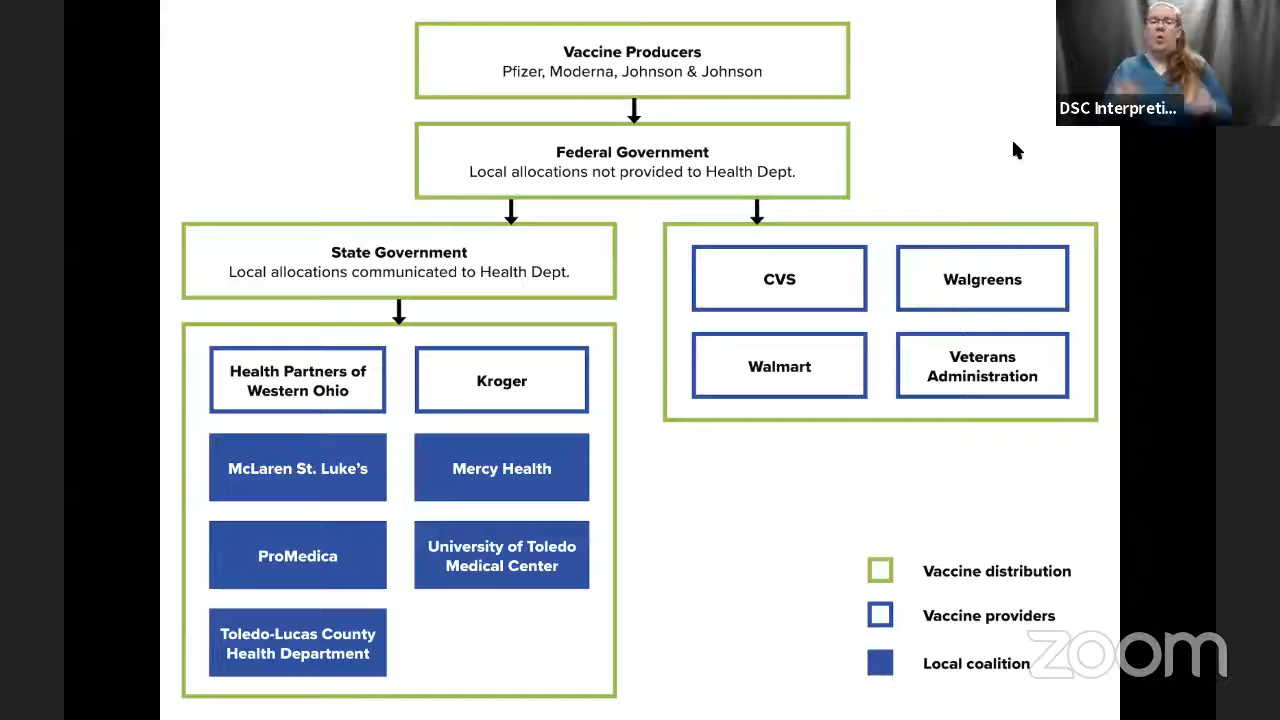 Vaccine Producers
Pfizer, Moderna, Johnson & Johnson
DSC Interpreti...
Federal Government
Local allocations not provided to Health Dept.
State Government
Local allocations communicated to Health Dept.
CVS
Walgreens
Walmart
Veterans
Administration
Health Partners of
Western Ohio
Kroger
McLaren St. Luke's
Mercy Health
ProMedica
University of Toledo
Medical Center
Toledo-Lucas County
Health Department
Vaccine distribution
Vaccine providers
Local coalition
zoom